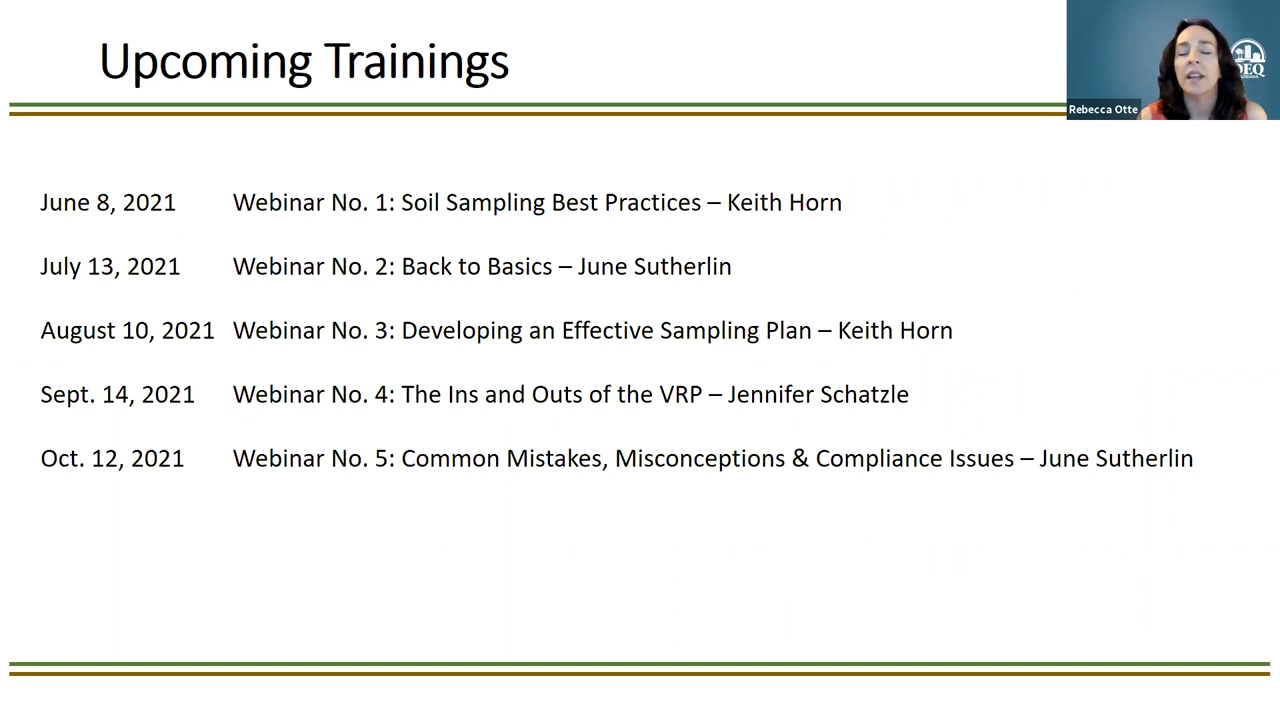 Upcoming Trainings
Rebecca Otte
June 8, 2021 Webinar No. 1: Soil Sampling Best Practices – Keith Horn
July 13, 2021 Webinar No. 2: Back to Basics – June Sutherlin
August 10, 2021 Webinar No. 3: Developing an Effective Sampling Plan – Keith Horn
Sept. 14, 2021 Webinar No. 4: The Ins and Outs of the VRP – Jennifer Schatzle
Oct. 12, 2021 Webinar No. 5: Common Mistakes, Misconceptions & Compliance Issues – June Sutherlin